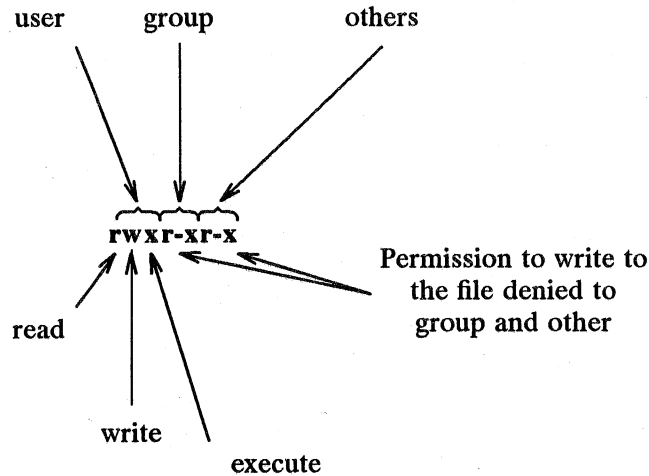 user group others
rwxr-xr-x
Permission to write to
the file denied to
group and other
read
write
execute